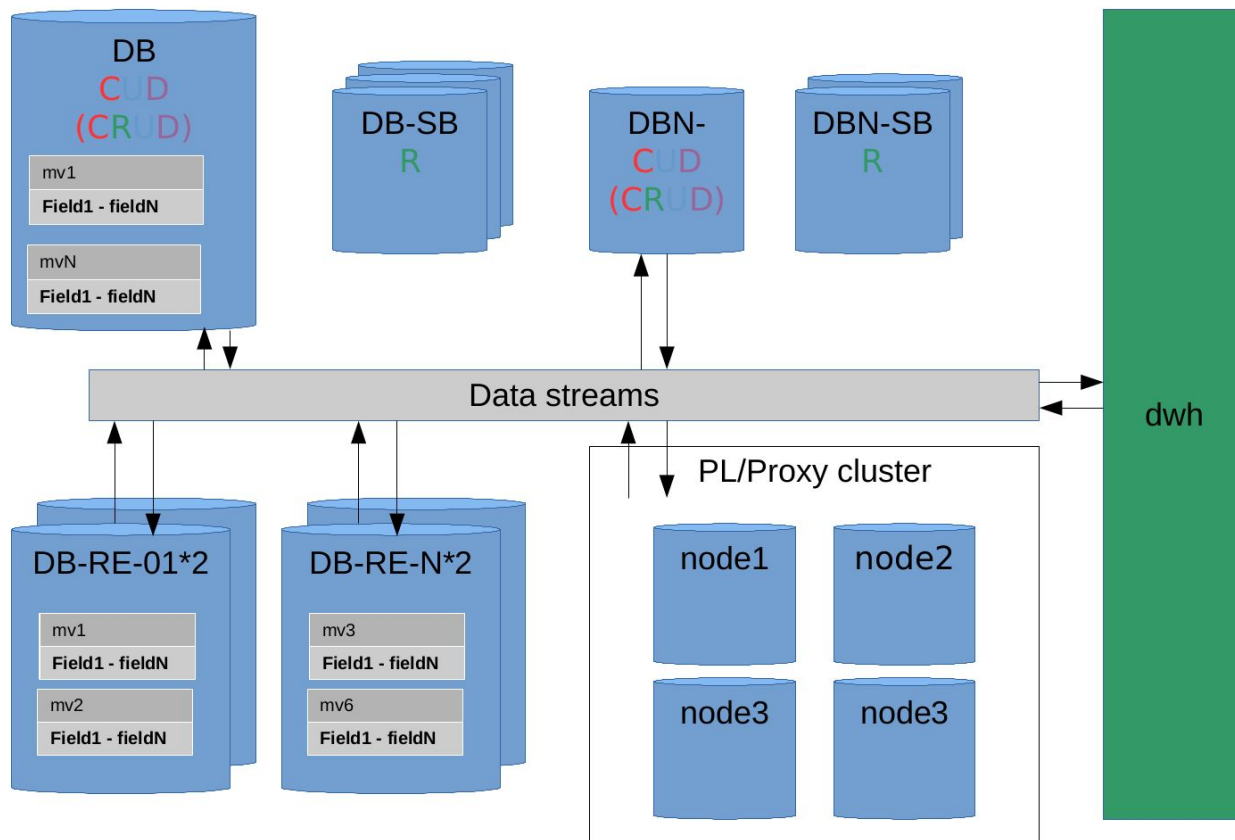 DB
CUD
(CRUD)
mv1
Field1 - fieldN
mvN
Field1 - fieldN
DB-SB
R
DBN-
CUD
(CRUD)
DBN-SB
R
dwh
Data streams
DB-RE-01*2
mv1
Field1 - fieldN
mv2
Field1 - fieldN
DB-RE-N*2
mv3
Field1 - fieldN
mv6
Field1 - fieldN
PL/Proxy cluster
node1
node2
node3
node3